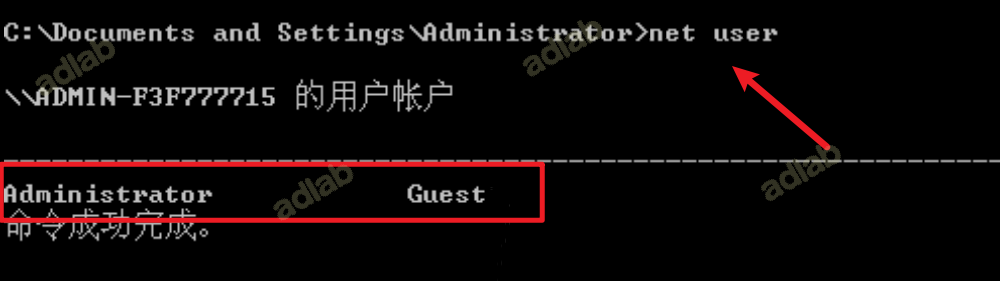 C:\Documents and Settings\Administrator>net user
\\ADMIN-F3F777715 的用户帐户
-------------------------------------------------------------------------------
Administrator Guest
命令成功完成。
adlab
adlab
adlab
adlab